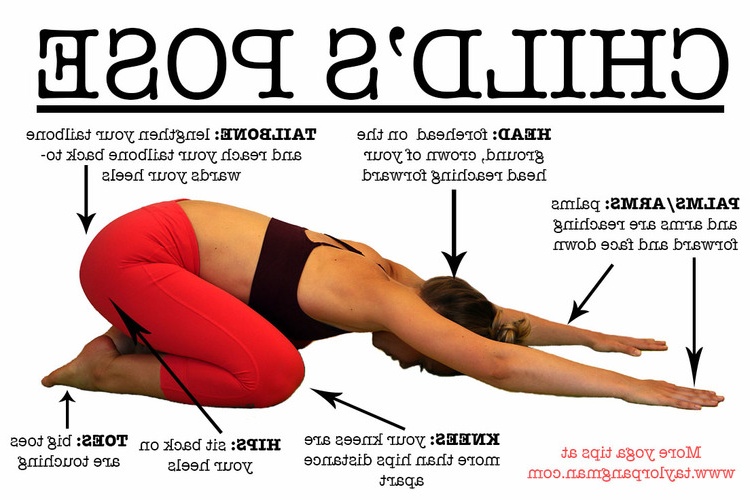 CHILD'S POSE
HEAD: forehead on the
ground, crown of your
head reaching forward
TAILBONE: lengthen your tailbone
and reach your tailbone back to-
wards your heels
PALMS/ARMS: palms
and arms are reaching
forward and face down
KNEES: your knees are
more than hips distance
apart
HIPS: sit back on
your heels
TOES: big toes
are touching
More yoga tips at
www.taylorpangman.com